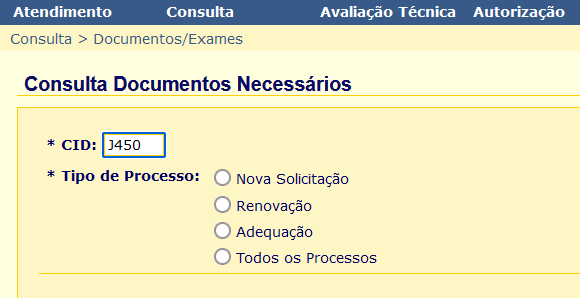 Atendimento Consulta Avaliação Técnica Autorização
Consulta > Documentos/Exames
Consulta Documentos Necessários
* CID: J450
* Tipo de Processo: Nova Solicitação
Renovação
Adequação
Todos os Processos